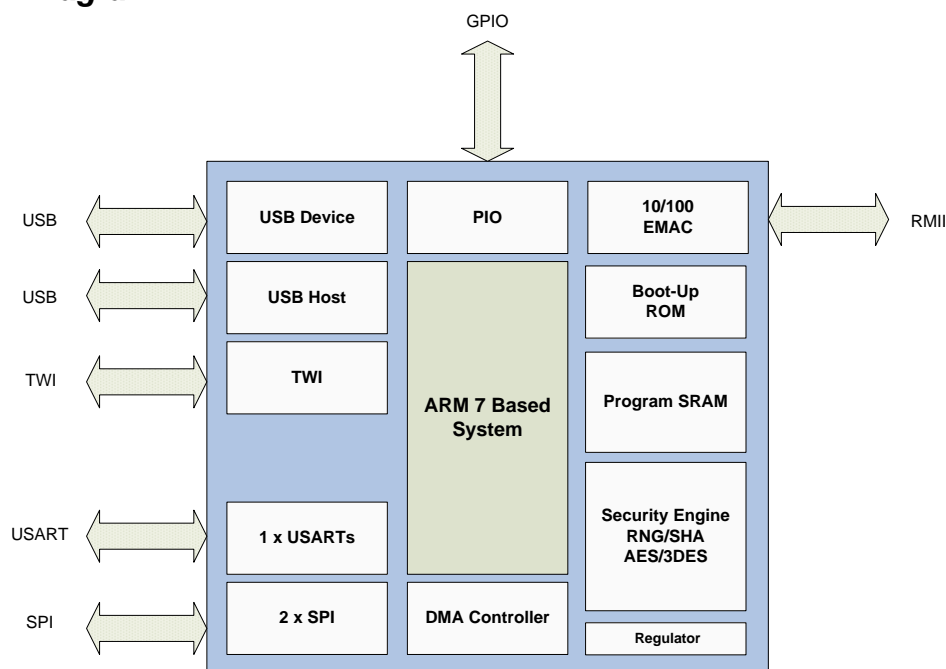 GPIO
USB
USB Device
PIO
10/100
EMAC
RMII
USB
USB Host
Boot-Up
ROM
TWI
TWI
ARM 7 Based
System
Program SRAM
USART
1 x USARTs
Security Engine
RNG/SHA
AES/3DES
SPI
2 x SPI
DMA Controller
Regulator